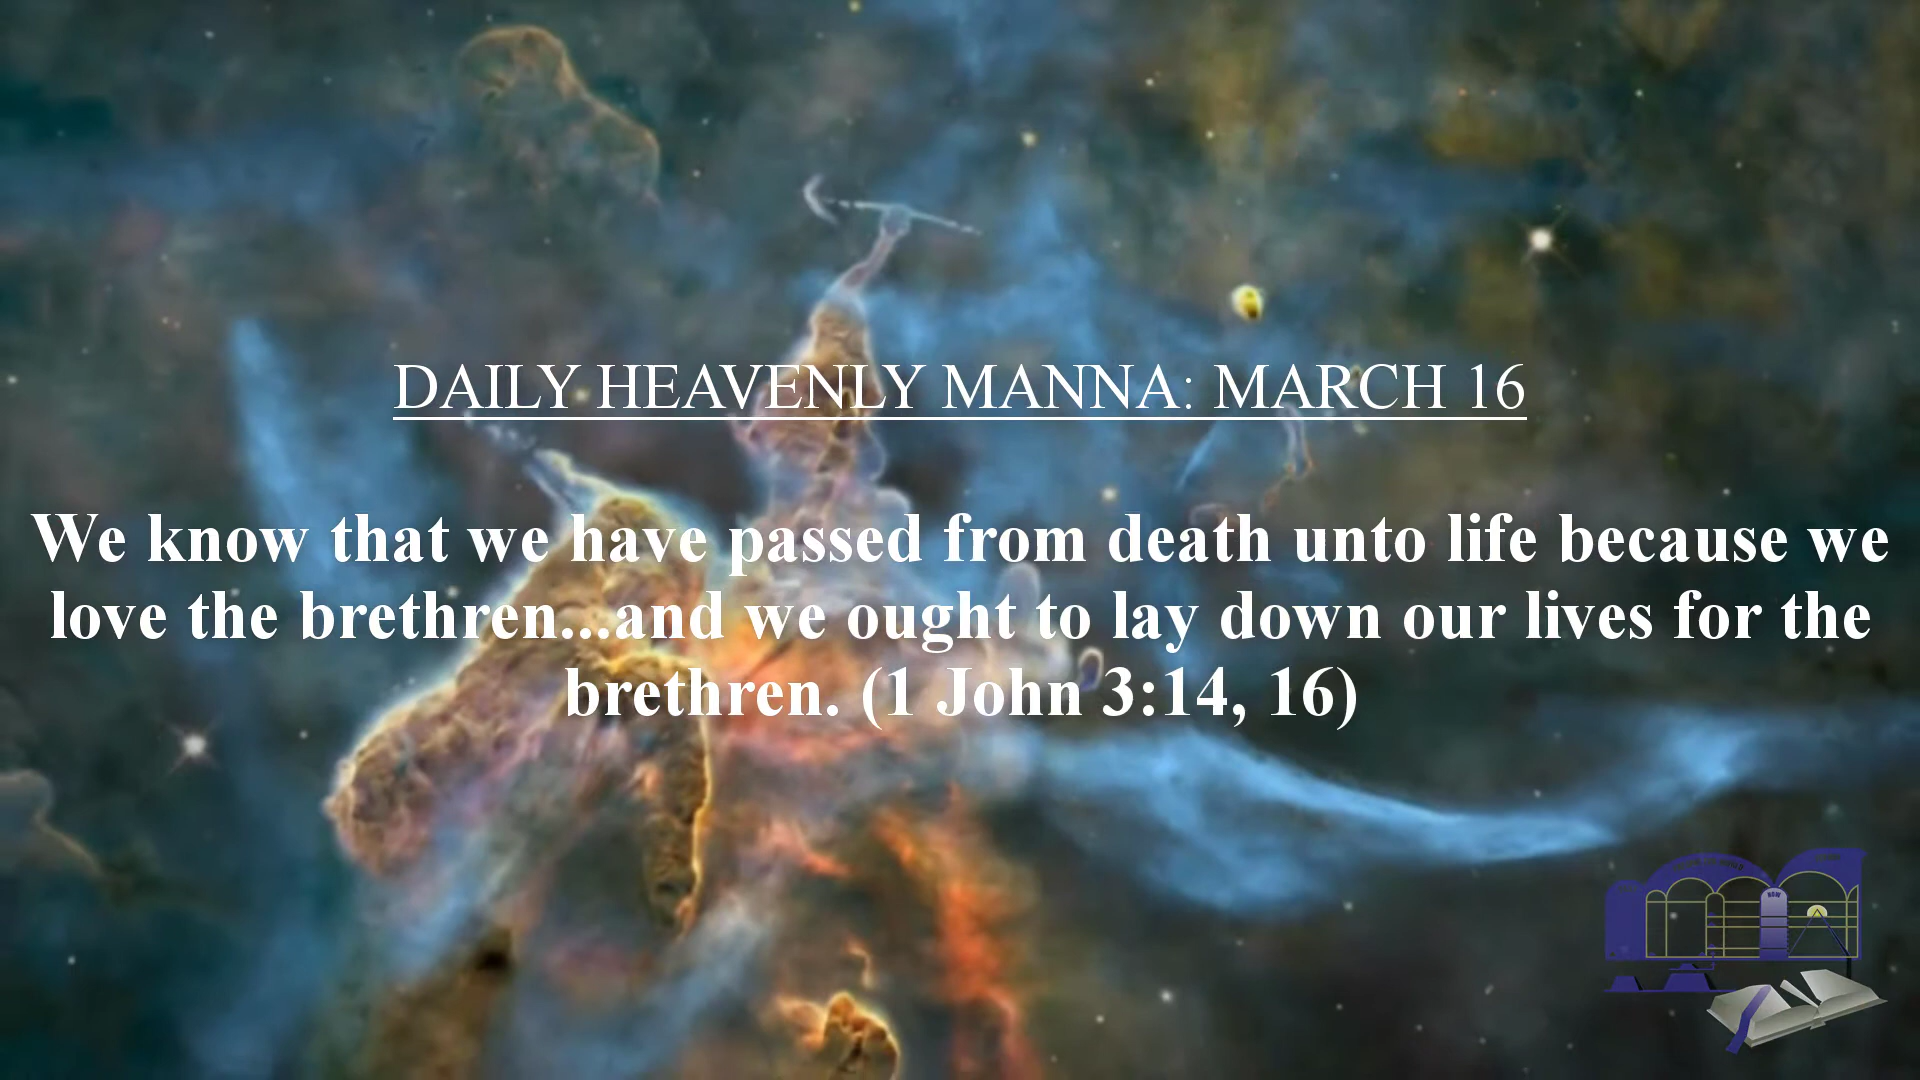 DAILY HEAVENLY MANNA: MARCH 16
We know that we have passed from death unto life because we
love the brethren...and we ought to lay down our lives for the
brethren. (1 John 3:14, 16)